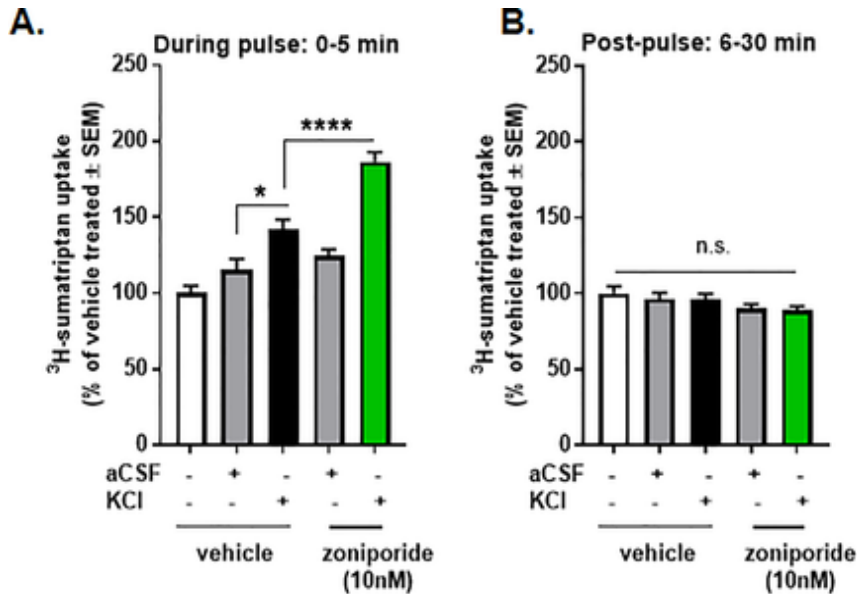 A.
During pulse: 0-5 min
³H-sumatriptan uptake
(% of vehicle treated ± SEM)
250
200
150
100
50
0
*
****
aCSF - + - + -
KCl - - + - +
vehicle
zoniporide
(10nM)
B.
Post-pulse: 6-30 min
³H-sumatriptan uptake
(% of vehicle treated ± SEM)
250
200
150
100
50
0
n.s.
- + - + -
- - + - +
vehicle
zoniporide
(10nM)